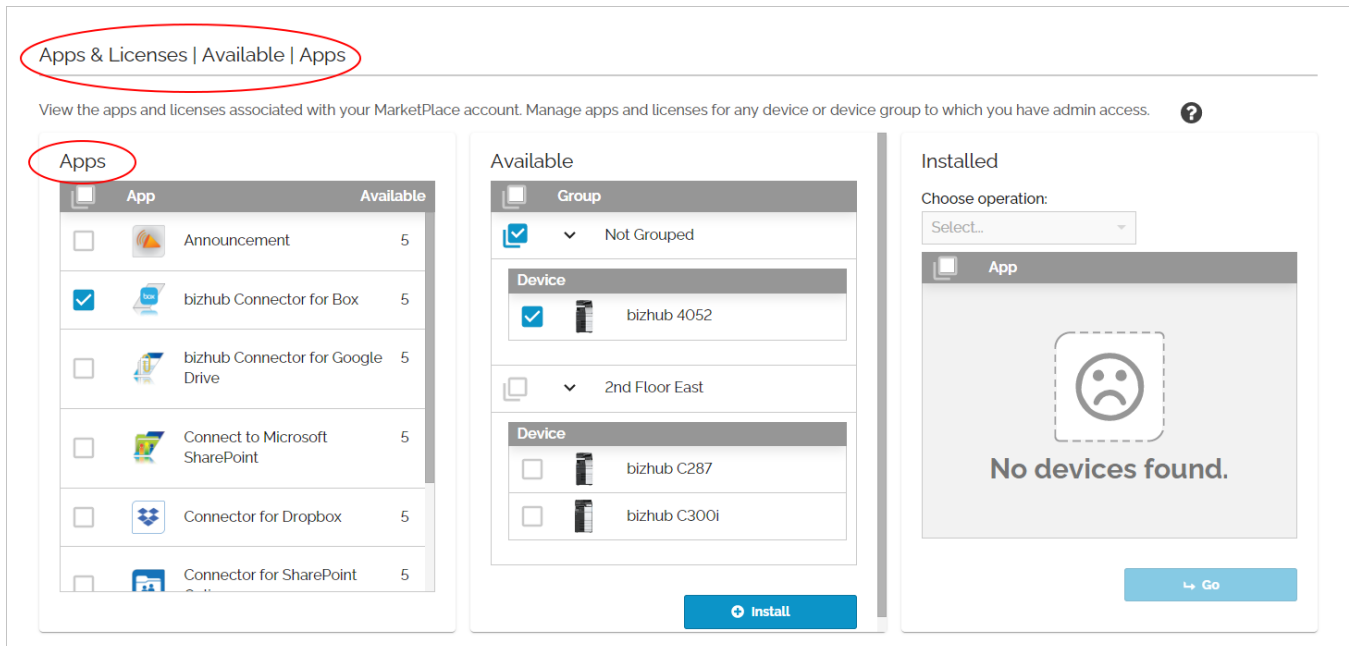 Apps & Licenses | Available | Apps
View the apps and licenses associated with your MarketPlace account. Manage apps and licenses for any device or device group to which you have admin access.
Apps
App Available
Announcement 5
box
bizhub Connector for Box 5
bizhub Connector for Google 5
Drive
Connect to Microsoft 5
SharePoint
Connector for Dropbox 5
Connector for SharePoint 5
Available
Group
Not Grouped
Device
bizhub 4052
2nd Floor East
Device
bizhub C287
bizhub C300i
Install
Installed
Choose operation:
Select...
App
No devices found.
Go